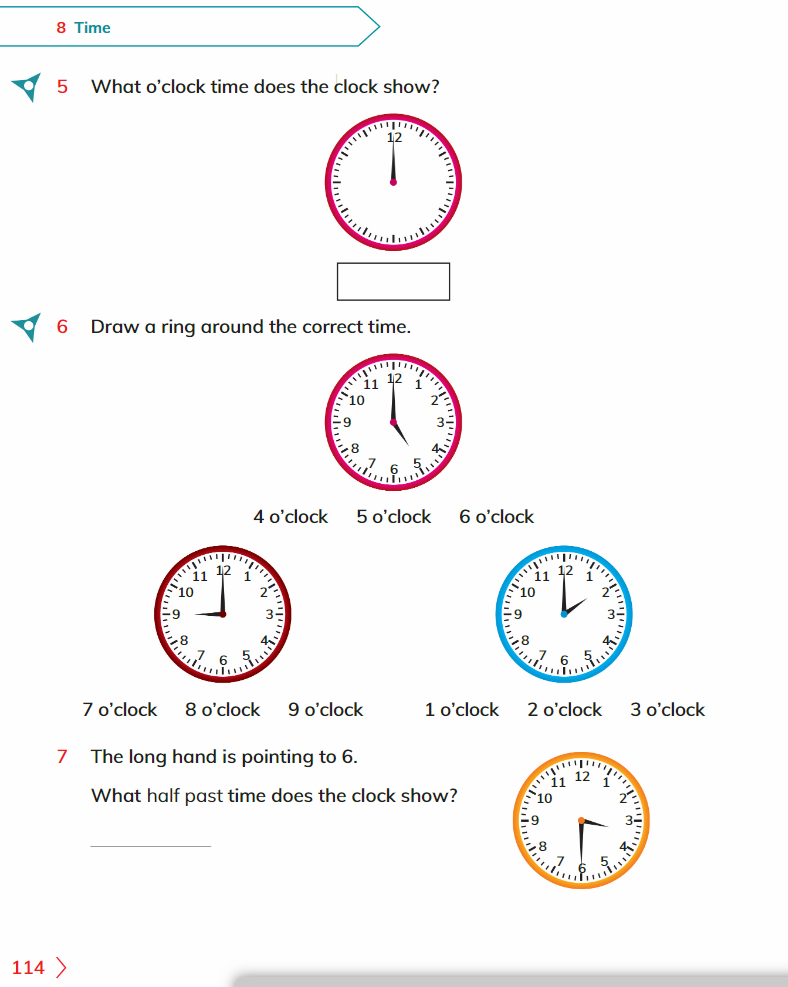 8 Time
5 What o'clock time does the clock show?
12
6 Draw a ring around the correct time.
12 1 2 3 4 5 6 7 8 9 10 11
4 o'clock 5 o'clock 6 o'clock
12 1 2 3 4 5 6 7 8 9 10 11
12 1 2 3 4 5 6 7 8 9 10 11
7 o'clock 8 o'clock 9 o'clock 1 o'clock 2 o'clock 3 o'clock
7 The long hand is pointing to 6.
What half past time does the clock show?
12 1 2 3 4 5 6 7 8 9 10 11
114